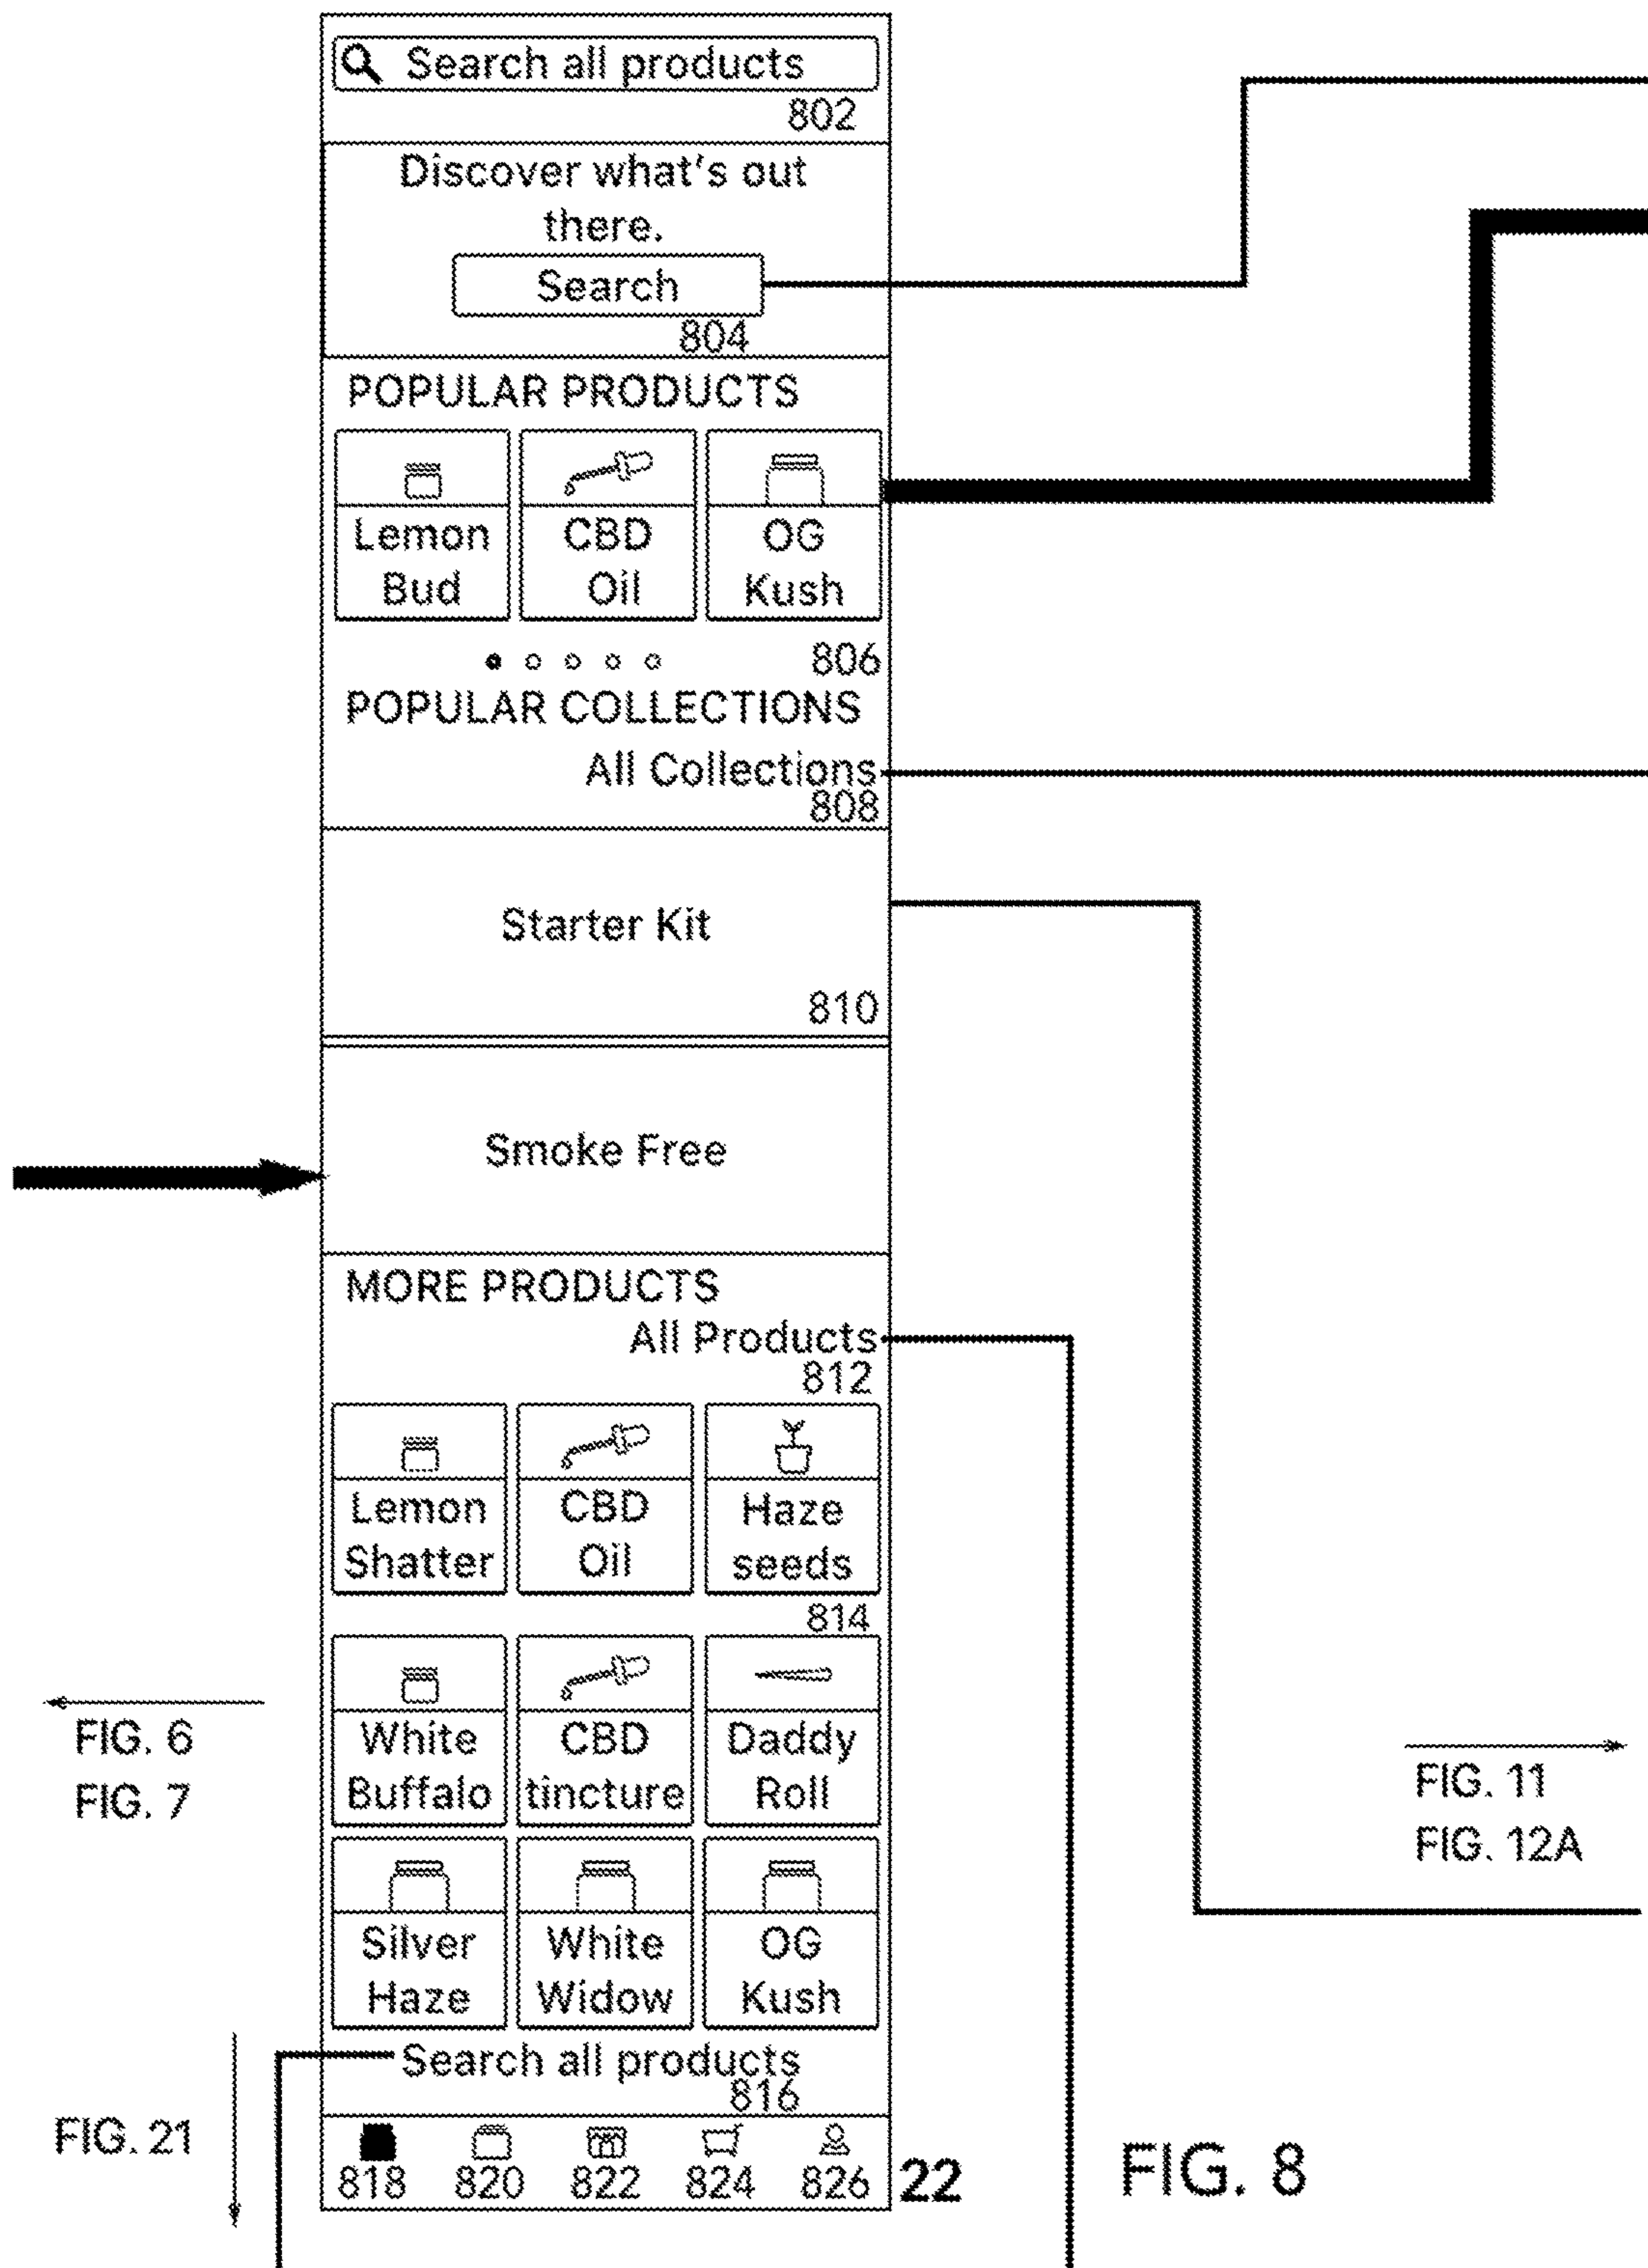 Search all products
802
Discover what's out
there.
Search
804
POPULAR PRODUCTS
Lemon Bud
CBD Oil
OG Kush
806
POPULAR COLLECTIONS
All Collections
808
Starter Kit
810
Smoke Free
MORE PRODUCTS
All Products
812
Lemon Shatter
CBD Oil
Haze seeds
814
White Buffalo
CBD tincture
Daddy Roll
Silver Haze
White Widow
OG Kush
Search all products
816
818 820 822 824 826
22
FIG. 6
FIG. 7
FIG. 11
FIG. 12A
FIG. 21
FIG. 8